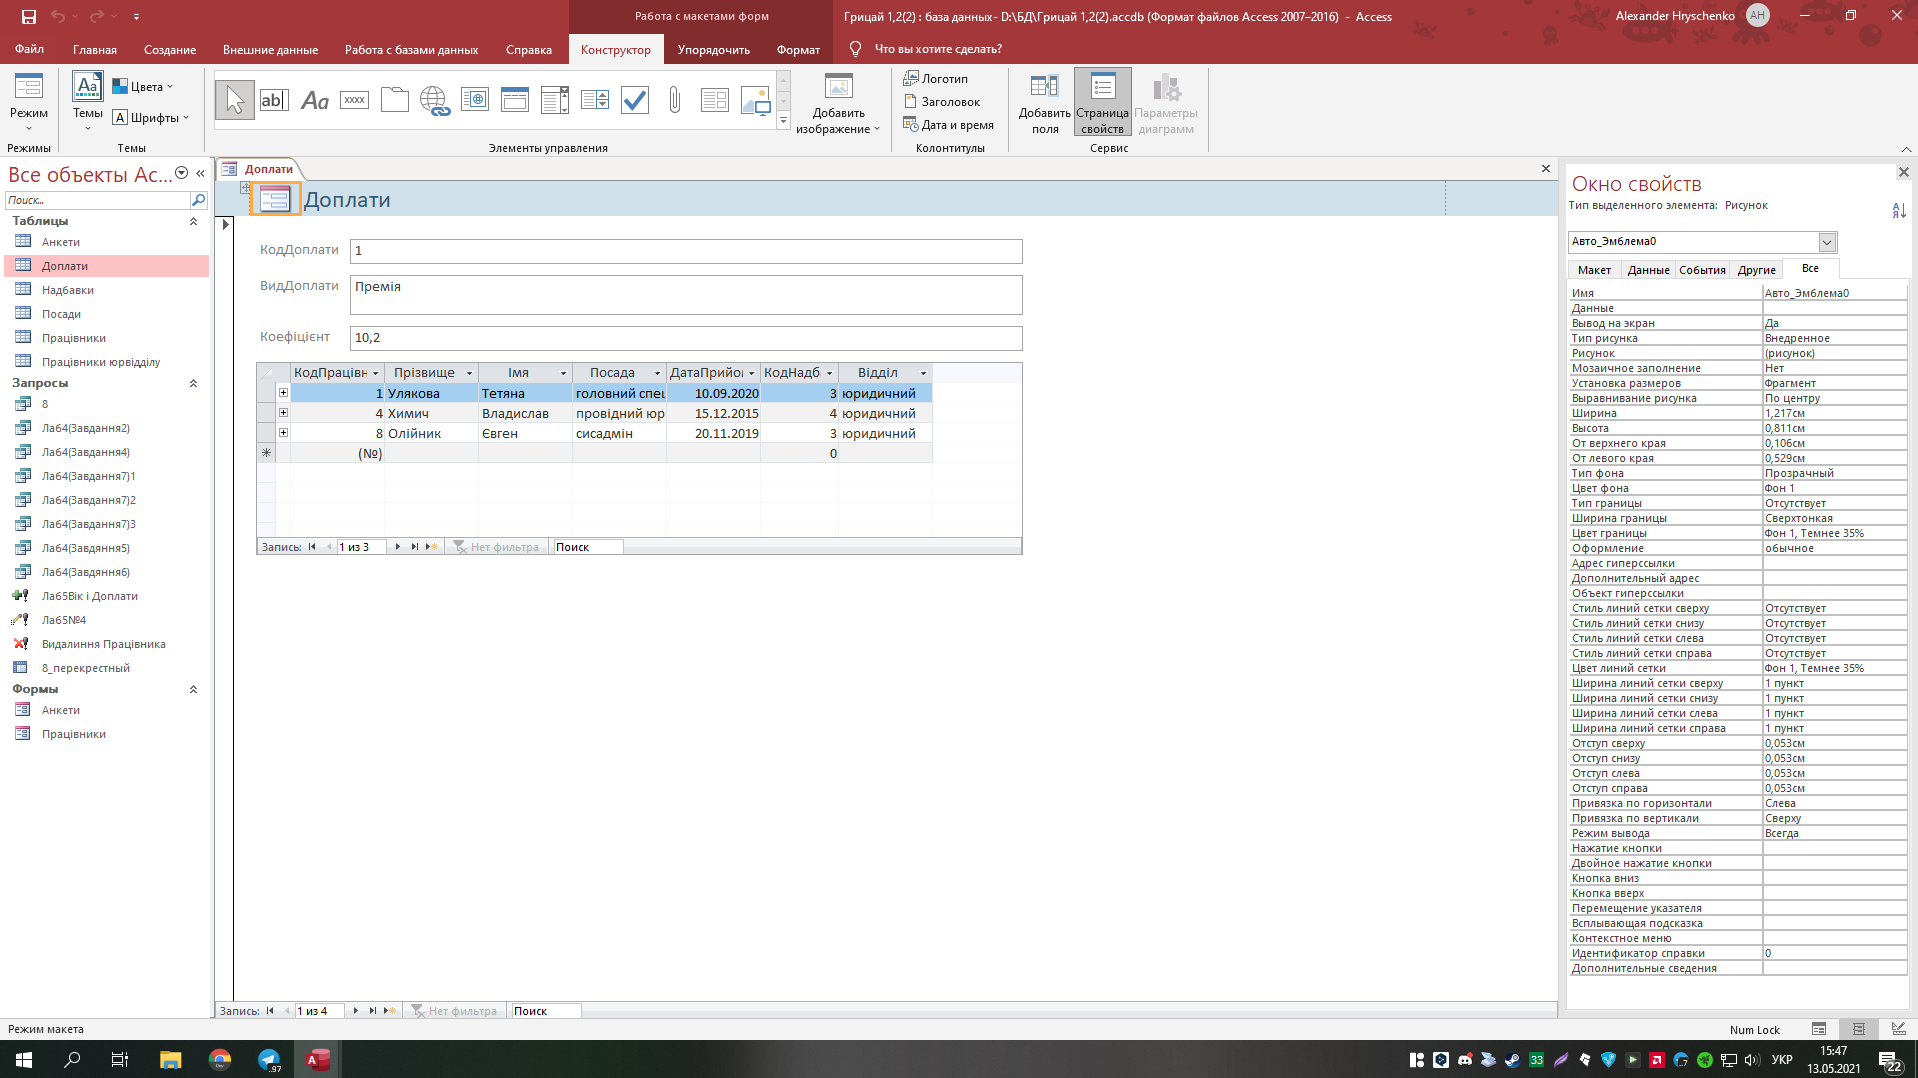 Работа с макетами форм
Грицай 1,2(2) : база данных- D:\БД\Грицай 1,2(2).accdb (Формат файлов Access 2007–2016)  -  Access
Alexander Hryschenko
AH
Файл
Главная
Создание
Внешние данные
Работа с базами данных
Справка
Конструктор
Упорядочить
Формат
Что вы хотите сделать?
Режим
Режимы
Темы
Цвета
Шрифты
Темы
ab|
Aa
xxxx
Элементы управления
Добавить изображение
Логотип
Заголовок
Дата и время
Колонтитулы
Добавить поля
Страница свойств
Параметры диаграмм
Сервис
Все объекты Ac...
Поиск...
Таблицы
Анкети
Доплати
Надбавки
Посади
Працівники
Працівники юрвідділу
Запросы
8
Ла64(Завдання2)
Ла64(Завдання4)
Ла64(Завдання7)1
Ла64(Завдання7)2
Ла64(Завдання7)3
Ла64(Завдяння5)
Ла64(Завдяння6)
Ла65Вік і Доплати
Ла65№4
Видалиння Працівника
8_перекрестный
Формы
Анкети
Працівники
Доплати
Доплати
КодДоплати 1
ВидДоплати Премія
Коефіцієнт 10,2
КодПрацівн Прізвище Імя Посада ДатаПрийо КодНадб Відділ
1 Улякова Тетяна головний спец 10.09.2020 3 юридичний
4 Химич Владислав провідний юр 15.12.2015 4 юридичний
8 Олійник Євген сисадмін 20.11.2019 3 юридичний
(№) 0
Запись: 1 из 3 Нет фильтра Поиск
Запись: 1 из 4 Нет фильтра Поиск
Окно свойств
Тип выделенного элемента: Рисунок
Авто_Эмблема0
Макет Данные События Другие Все
Имя Авто_Эмблема0
Данные
Вывод на экран Да
Тип рисунка Внедренное
Рисунок (рисунок)
Мозаичное заполнение Нет
Установка размеров Фрагмент
Выравнивание рисунка По центру
Ширина 1,217см
Высота 0,811см
От верхнего края 0,106см
От левого края 0,529см
Тип фона Прозрачный
Цвет фона Фон 1
Тип границы Отсутствует
Ширина границы Сверхтонкая
Цвет границы Фон 1, Темнее 35%
Оформление обычное
Адрес гиперссылки
Дополнительный адрес
Объект гиперссылки
Стиль линий сетки сверху Отсутствует
Стиль линий сетки снизу Отсутствует
Стиль линий сетки слева Отсутствует
Стиль линий сетки справа Отсутствует
Цвет линий сетки Фон 1, Темнее 35%
Ширина линий сетки сверху 1 пункт
Ширина линий сетки снизу 1 пункт
Ширина линий сетки слева 1 пункт
Ширина линий сетки справа 1 пункт
Отступ сверху 0,053см
Отступ снизу 0,053см
Отступ слева 0,053см
Отступ справа 0,053см
Привязка по горизонтали Слева
Привязка по вертикали Сверху
Режим вывода Всегда
Нажатие кнопки
Двойное нажатие кнопки
Кнопка вниз
Кнопка вверх
Перемещение указателя
Всплывающая подсказка
Контекстное меню
Идентификатор справки 0
Дополнительные сведения
Режим макета
Num Lock
.97
33
УКР
15:47
13.05.2021
22